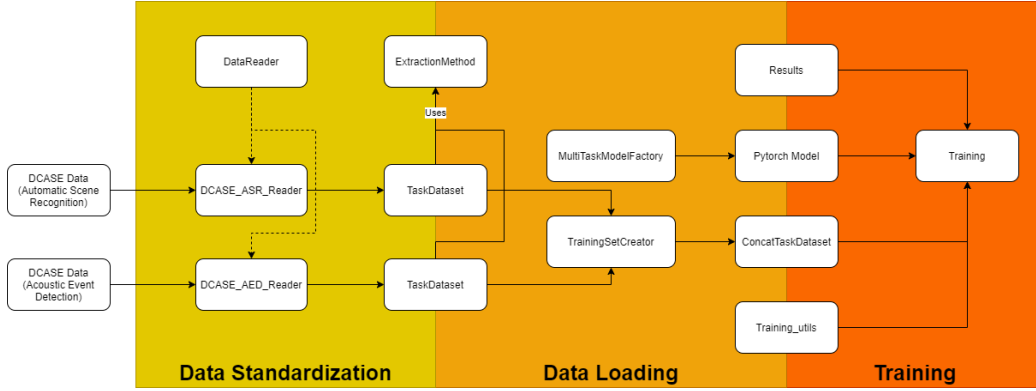 DataReader
ExtractionMethod
Results
Uses
MultiTaskModelFactory
Pytorch Model
Training
DCASE Data
(Automatic Scene
Recognition)
DCASE_ASR_Reader
TaskDataset
TrainingSetCreator
ConcatTaskDataset
DCASE Data
(Acoustic Event
Detection)
DCASE_AED_Reader
TaskDataset
Training_utils
Data Standardization
Data Loading
Training